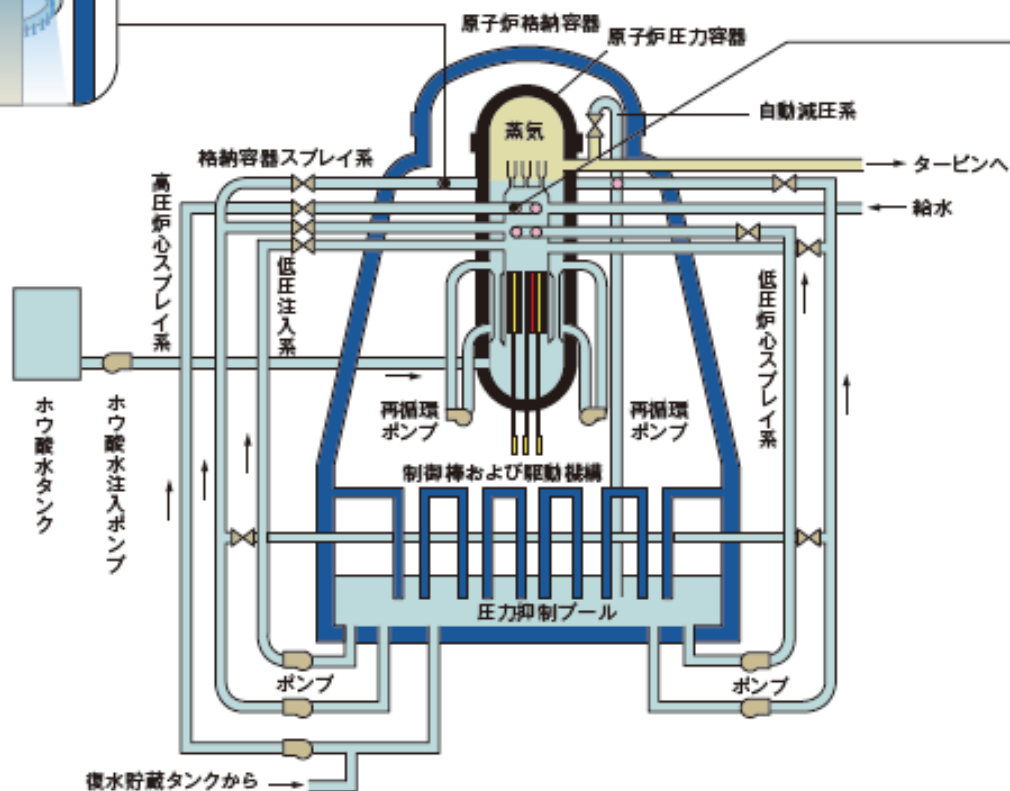 原子炉格納容器
原子炉圧力容器
蒸気
自動減圧系
格納容器スプレイ系
タービンへ
高圧炉心スプレイ系
給水
低圧注入系
低圧炉心スプレイ系
ホウ酸水タンク
ホウ酸水注入ポンプ
再循環
ポンプ
再循環
ポンプ
制御棒および駆動機構
圧力抑制プール
ポンプ
ポンプ
復水貯蔵タンクから